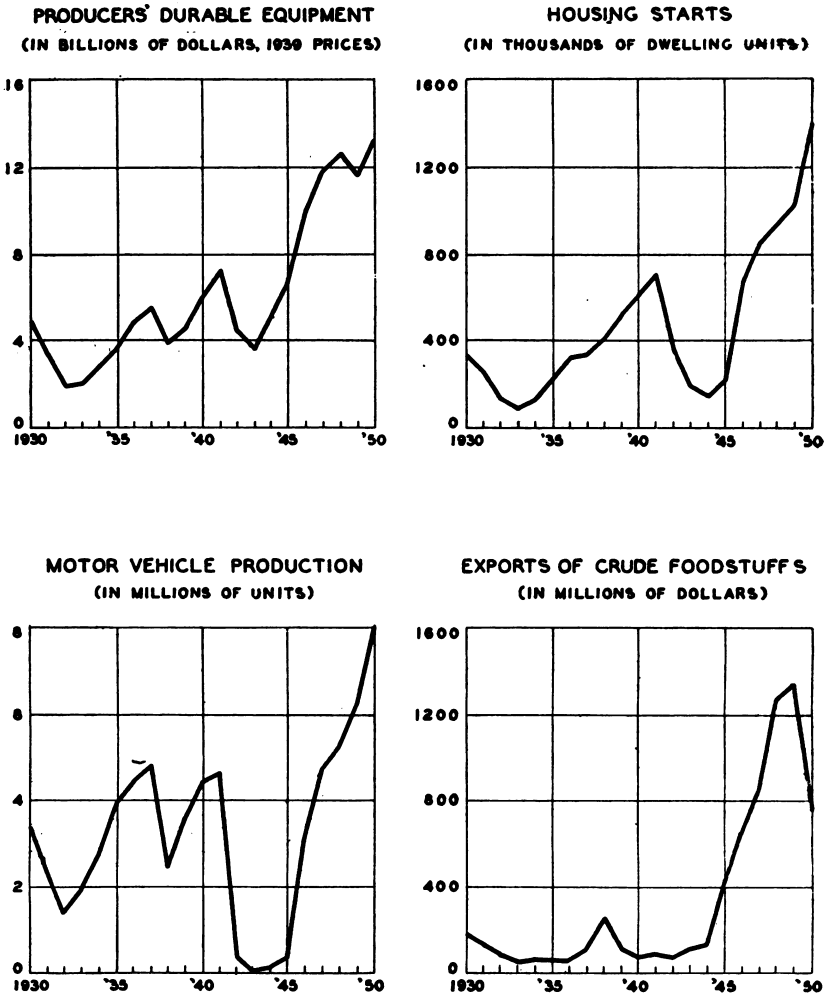 PRODUCERS' DURABLE EQUIPMENT
(IN BILLIONS OF DOLLARS, 1939 PRICES)
16
12
8
4
0
1930 '35 '40 '45 '50
HOUSING STARTS
(IN THOUSANDS OF DWELLING UNITS)
1600
1200
800
400
0
1930 '35 '40 '45 '50
MOTOR VEHICLE PRODUCTION
(IN MILLIONS OF UNITS)
8
6
4
2
0
1930 '35 '40 '45 '50
EXPORTS OF CRUDE FOODSTUFFS
(IN MILLIONS OF DOLLARS)
1600
1200
800
400
0
1930 '35 '40 '45 '50